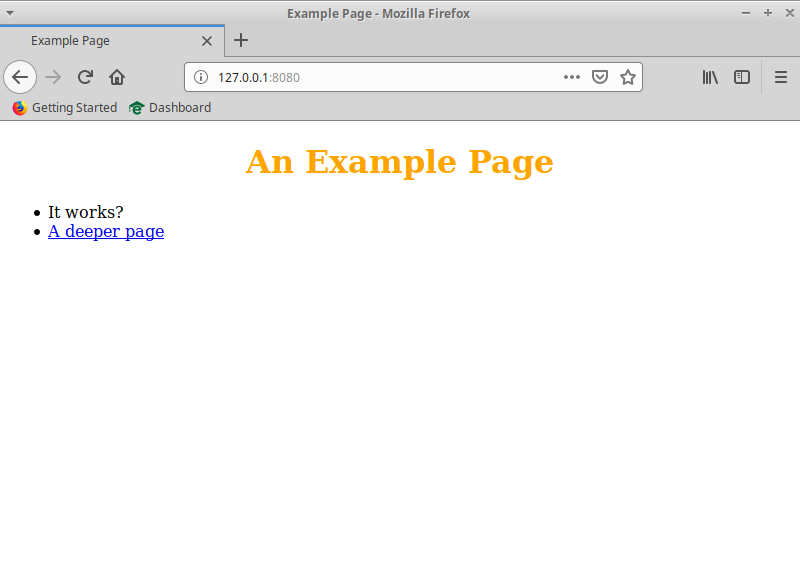 Example Page - Mozilla Firefox
Example Page
127.0.0.1:8080
Getting Started Dashboard
An Example Page
It works?
A deeper page